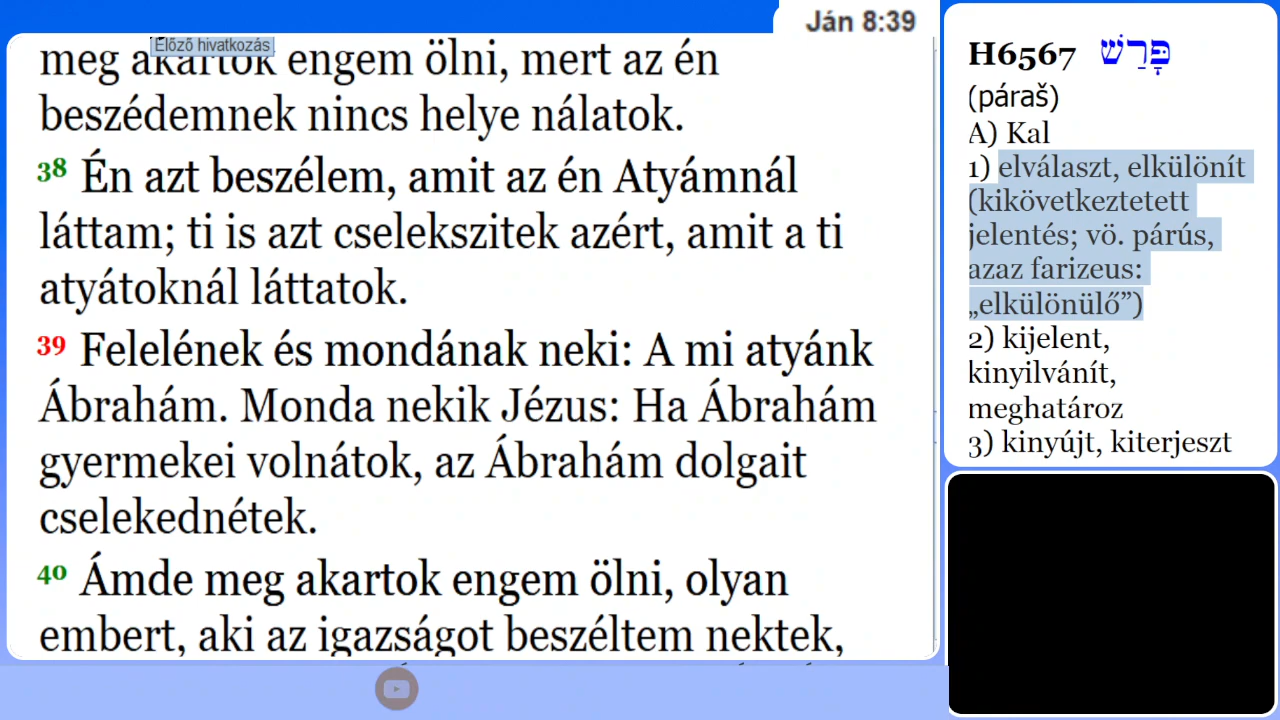 Ján 8:39
Előző hivatkozás
meg akartok engem ölni, mert az én
beszédemnek nincs helye nálatok.
38 Én azt beszélem, amit az én Atyámnál
láttam; ti is azt cselekszitek azért, amit a ti
atyátoknál láttatok.
39 Felelének és mondának neki: A mi atyánk
Ábrahám. Monda nekik Jézus: Ha Ábrahám
gyermekei volnátok, az Ábrahám dolgait
cselekednétek.
40 Ámde meg akartok engem ölni, olyan
embert, aki az igazságot beszéltem nektek,
H6567 פָּרַשׁ
(páraš)
A) Kal
1) elválaszt, elkülönít
(kikövetkeztetett
jelentés; vö. párús,
azaz farizeus:
„elkülönülő”)
2) kijelent,
kinyilvánít,
meghatároz
3) kinyújt, kiterjeszt